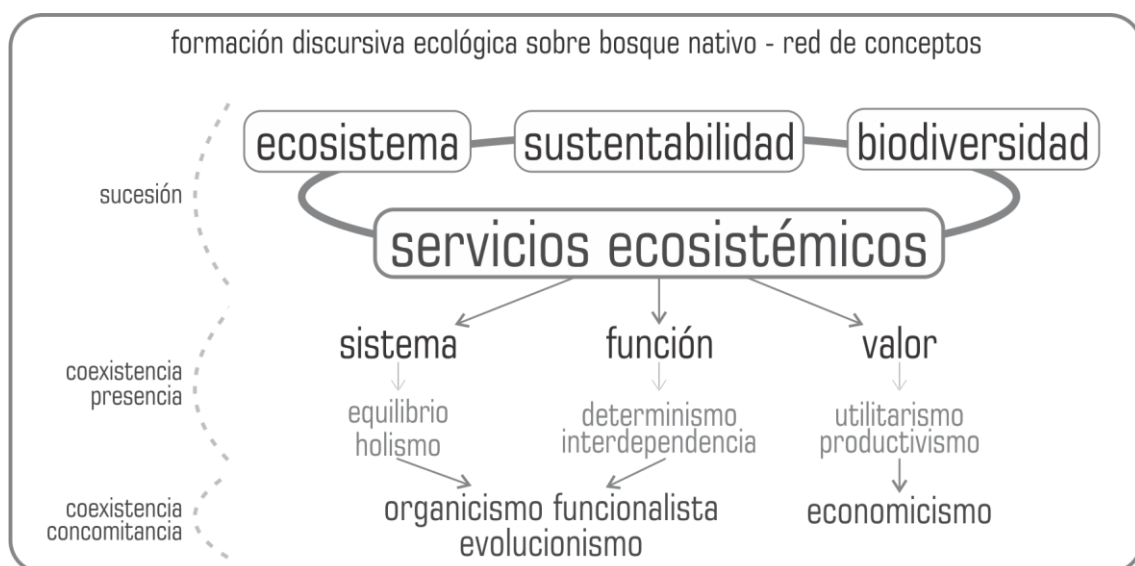 formación discursiva ecológica sobre bosque nativo - red de conceptos
ecosistema
sustentabilidad
biodiversidad
sucesión
servicios ecosistémicos
sistema
función
valor
coexistencia
presencia
equilibrio
holismo
determinismo
interdependencia
utilitarismo
productivismo
coexistencia
concomitancia
organicismo funcionalista
evolucionismo
economicismo